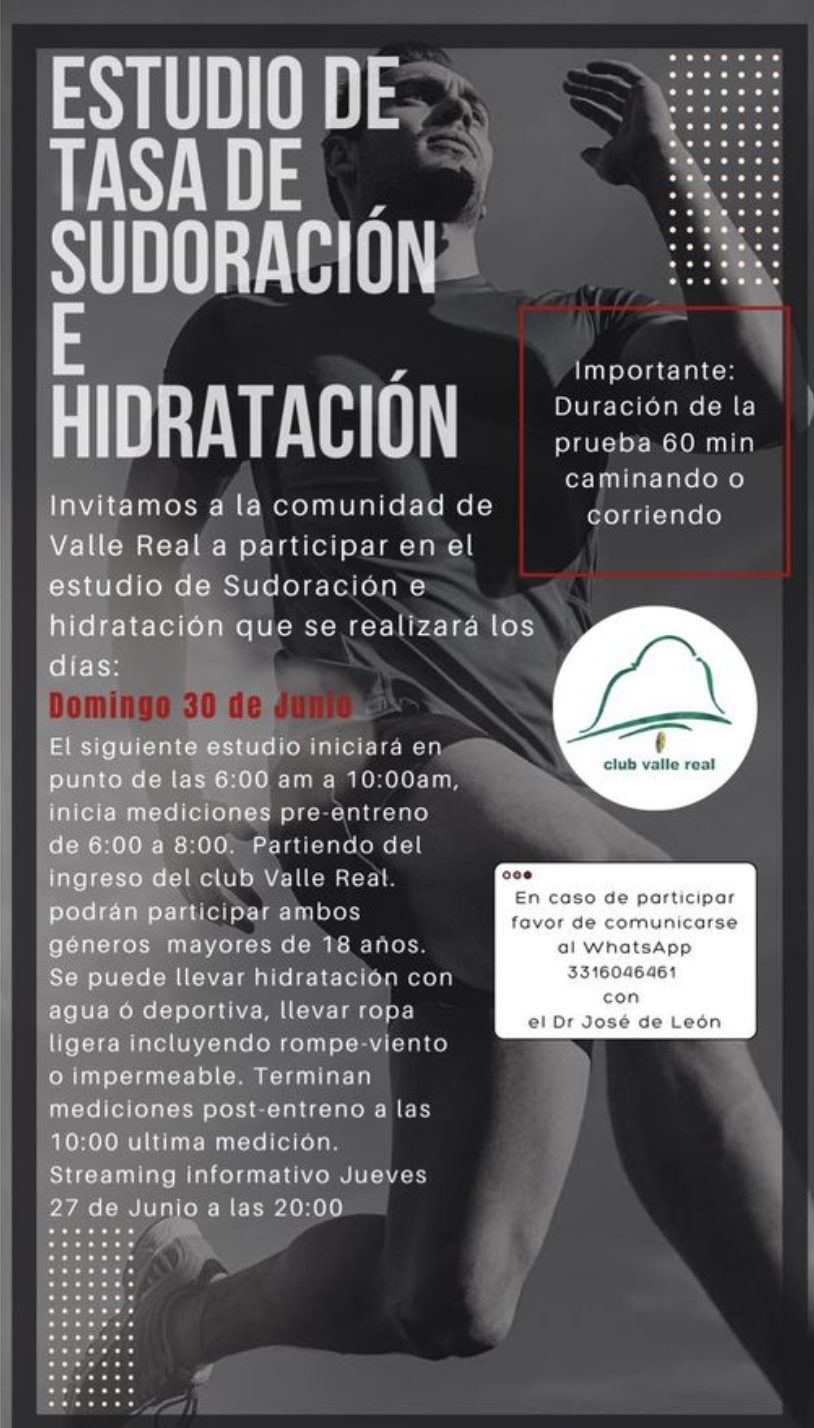 ESTUDIO DE
TASA DE
SUDORACIÓN
E
HIDRATACIÓN
Importante:
Duración de la
prueba 60 min
caminando o
corriendo
Invitamos a la comunidad de
Valle Real a participar en el
estudio de Sudoración e
hidratación que se realizará los
días:
Domingo 30 de Junio
El siguiente estudio iniciará en
punto de las 6:00 am a 10:00am,
inicia mediciones pre-entreno
de 6:00 a 8:00. Partiendo del
ingreso del club Valle Real.
podrán participar ambos
géneros mayores de 18 años.
Se puede llevar hidratación con
agua ó deportiva, llevar ropa
ligera incluyendo rompe-viento
o impermeable. Terminan
mediciones post-entreno a las
10:00 ultima medición.
Streaming informativo Jueves
27 de Junio a las 20:00
club valle real
En caso de participar
favor de comunicarse
al WhatsApp
3316046461
con
el Dr José de León